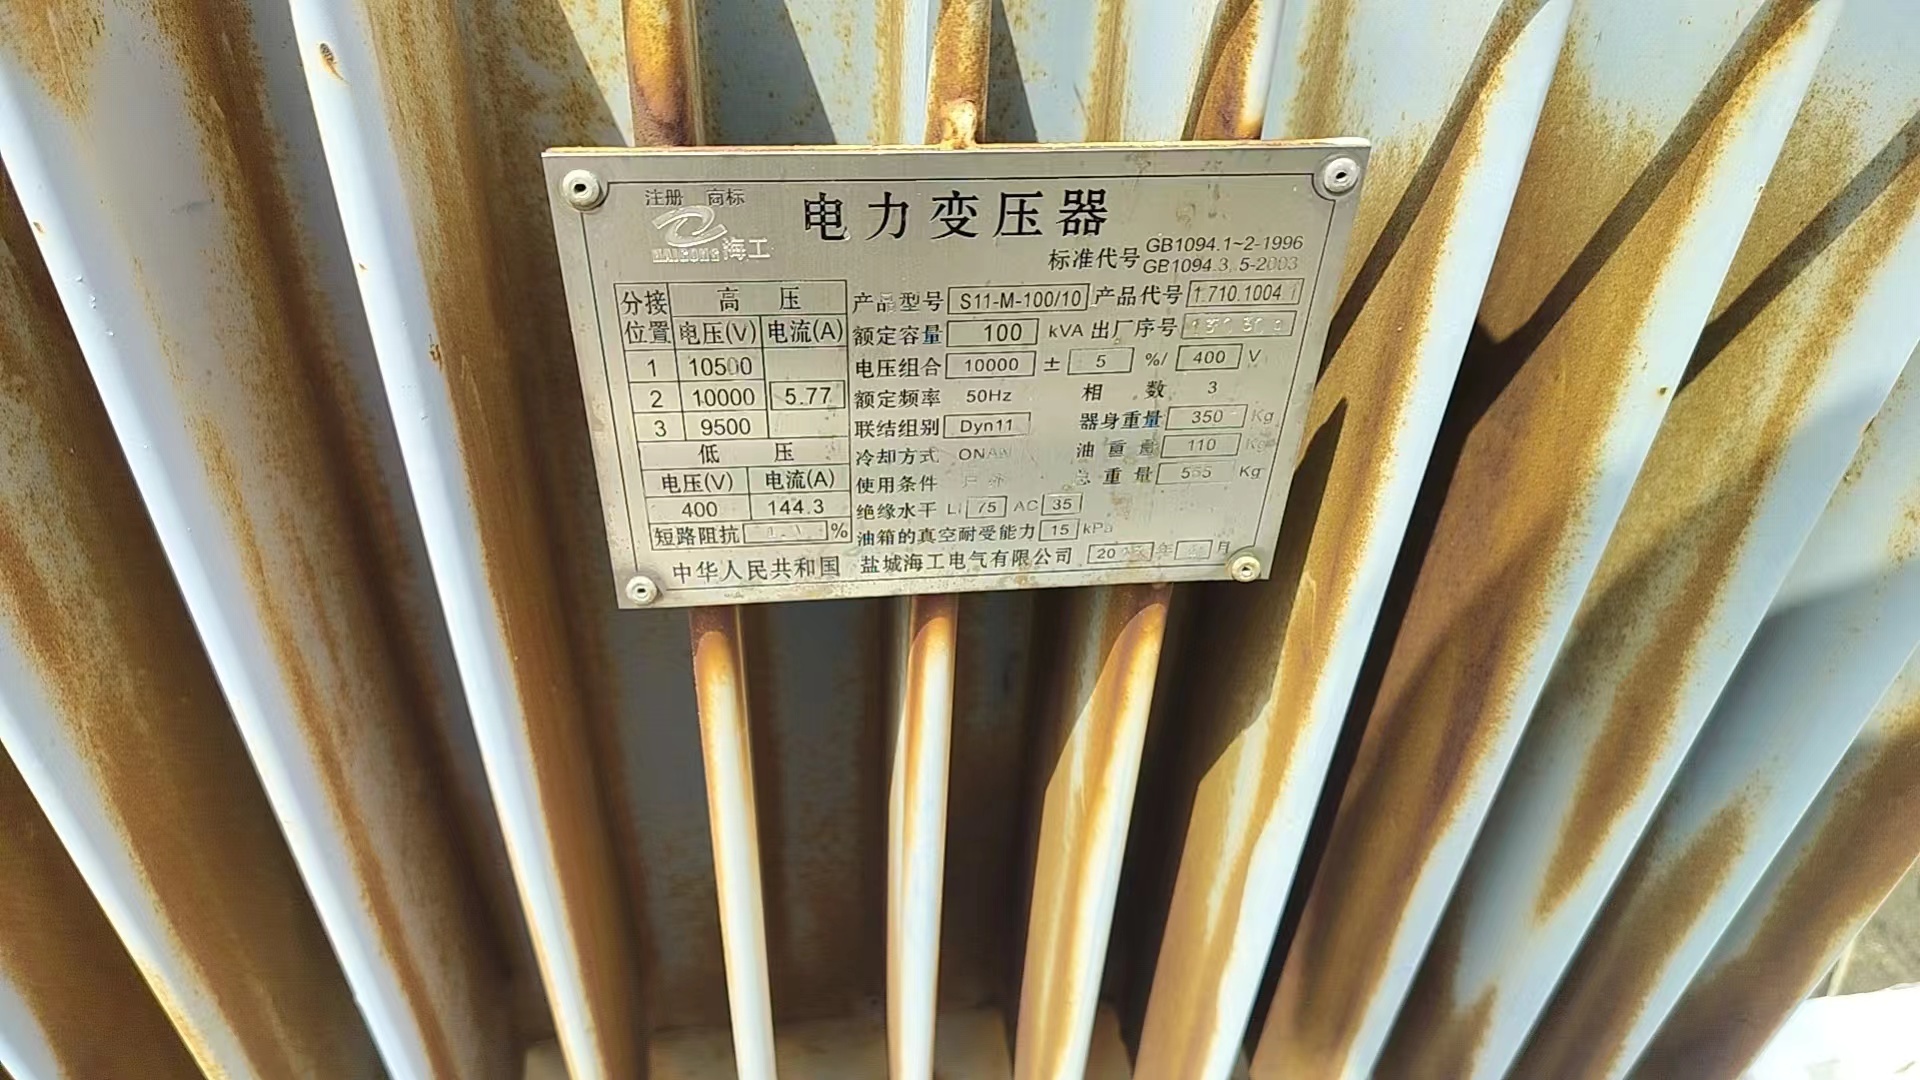 注册 商标
HAIGONG 海工
电力变压器
标准代号 GB1094.1~2-1996
GB1094.3.5-2003
分接位置 高压
电压(V) 电流(A)
1 10500
2 10000 5.77
3 9500
低压
电压(V) 电流(A)
400 144.3
短路阻抗 %
产品型号 S11-M-100/10 产品代号 1.710.1004.
额定容量 100 kVA 出厂序号
电压组合 10000 ± 5 %/ 400 V
额定频率 50Hz 相数 3
联结组别 Dyn11 器身重量 350 Kg
冷却方式 ONAN 油重量 110 Kg
使用条件 户外 总重量 Kg
绝缘水平 LI 75 AC 35
油箱的真空耐受能力 15 kPa
中华人民共和国 盐城海工电气有限公司 20 年 月